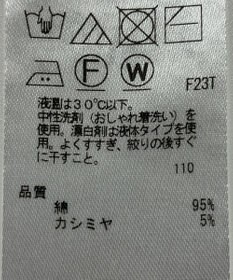 F
W
F23T
液温は30℃以下。
中性洗剤(おしゃれ着洗い)を
使用。漂白剤は液体タイプを使
用。よくすすぎ、絞りの後すぐ
に干すこと。
110
品質
綿 95%
カシミヤ 5%